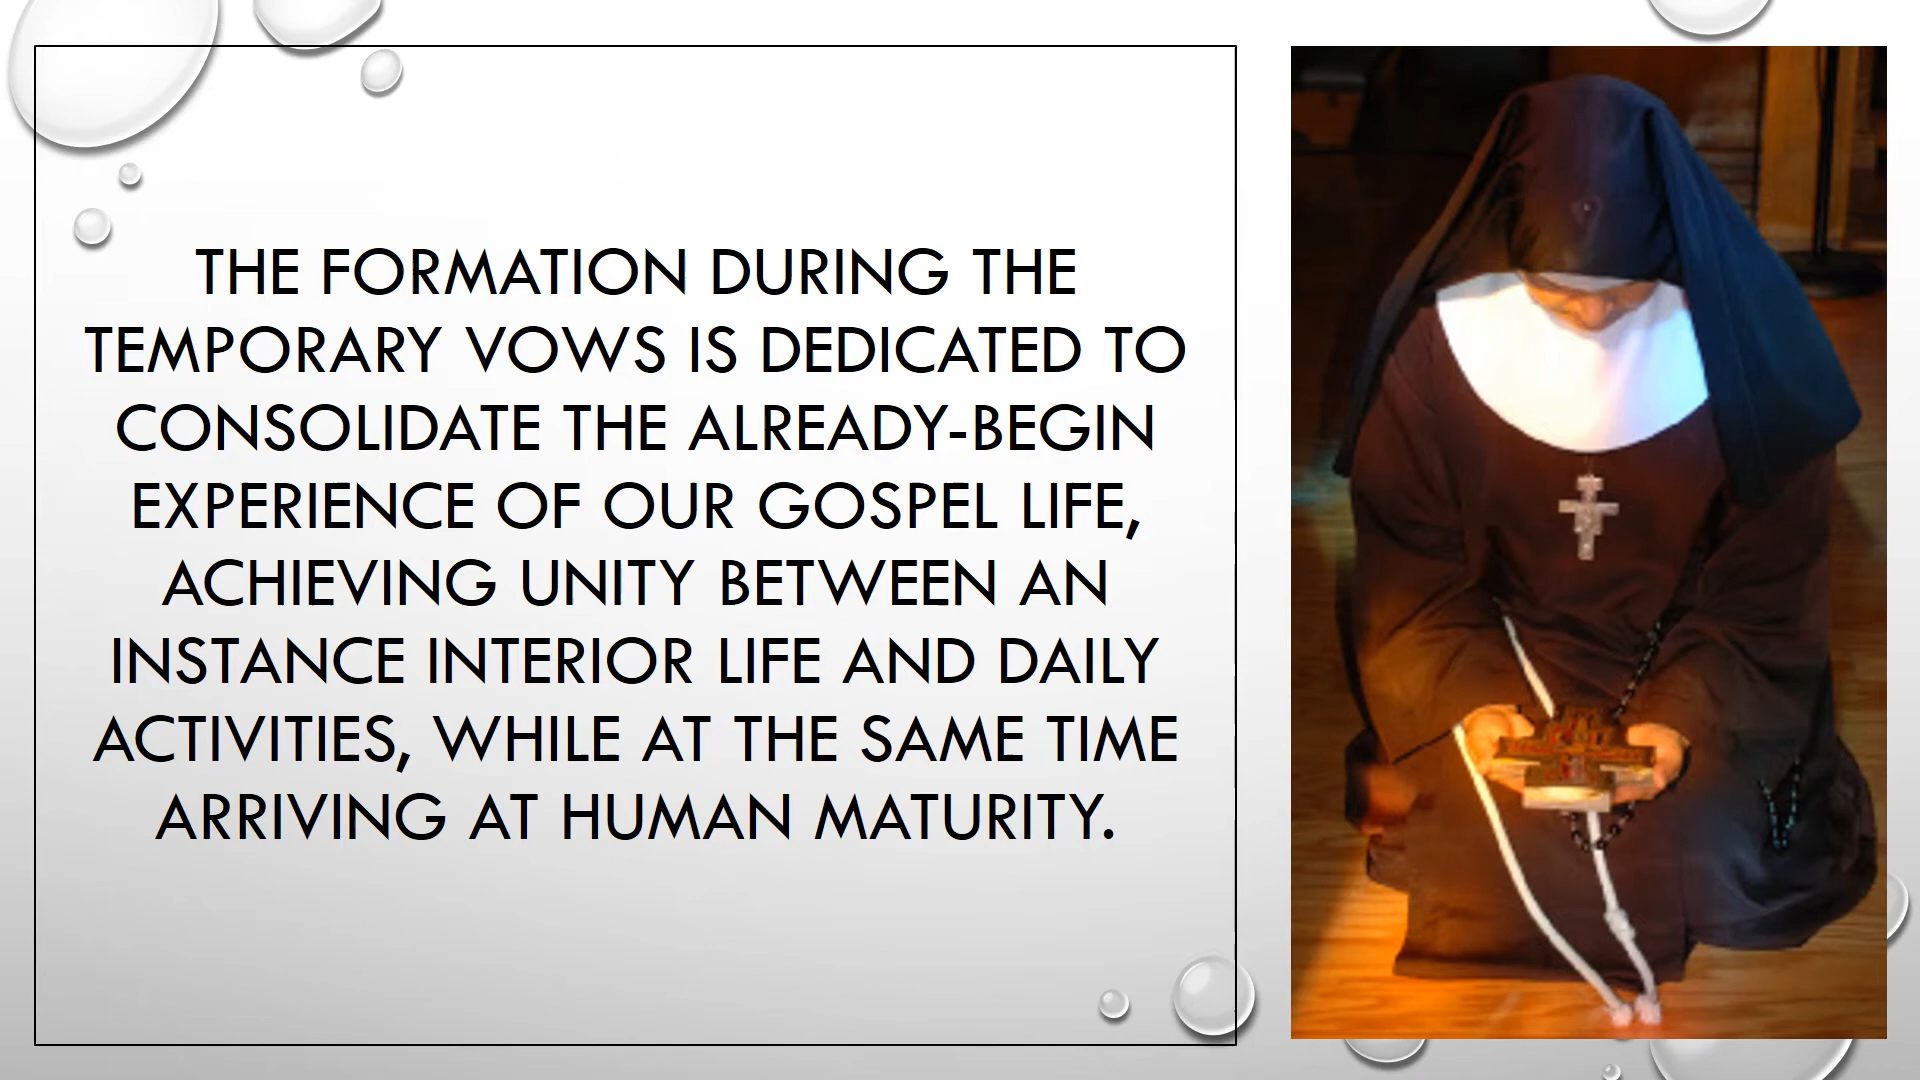 THE FORMATION DURING THE
TEMPORARY VOWS IS DEDICATED TO
CONSOLIDATE THE ALREADY-BEGIN
EXPERIENCE OF OUR GOSPEL LIFE,
ACHIEVING UNITY BETWEEN AN
INSTANCE INTERIOR LIFE AND DAILY
ACTIVITIES, WHILE AT THE SAME TIME
ARRIVING AT HUMAN MATURITY.